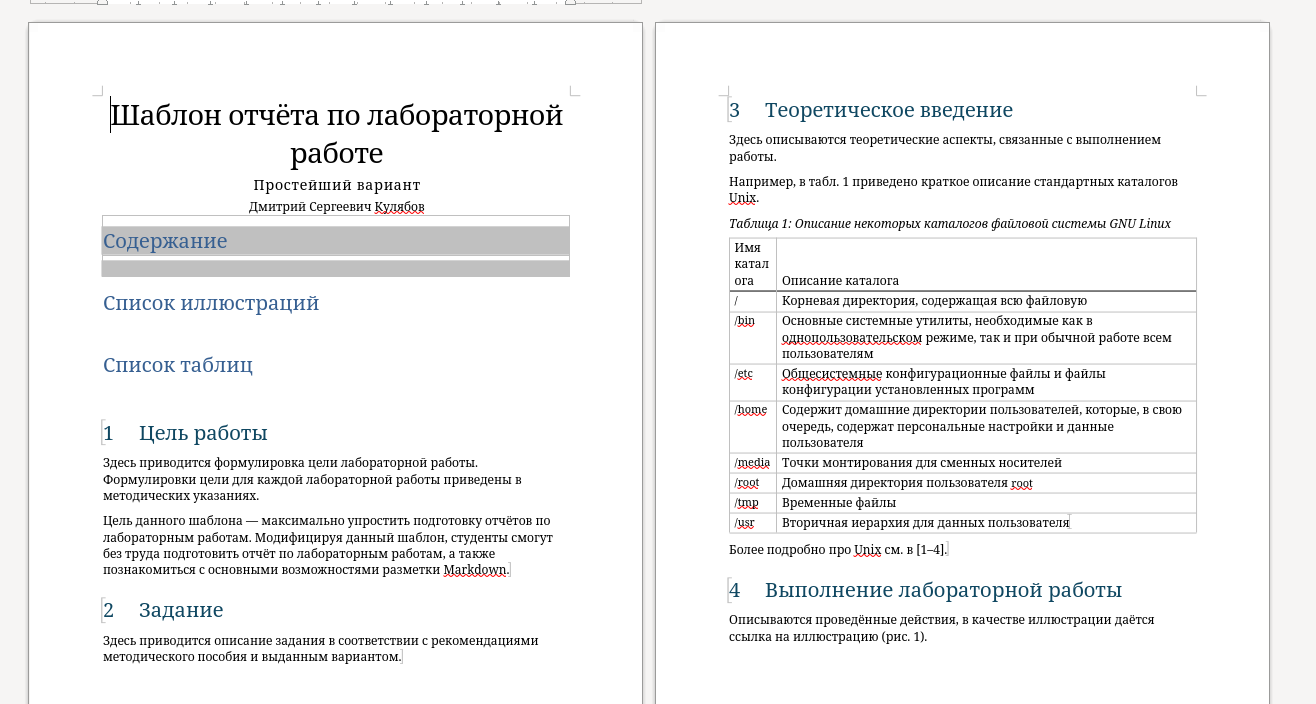 Шаблон отчёта по лабораторной
работе
Простейший вариант
Дмитрий Сергеевич Кулябов
Содержание
Список иллюстраций
Список таблиц
1 Цель работы
Здесь приводится формулировка цели лабораторной работы.
Формулировки цели для каждой лабораторной работы приведены в
методических указаниях.
Цель данного шаблона — максимально упростить подготовку отчётов по
лабораторным работам. Модифицируя данный шаблон, студенты смогут
без труда подготовить отчёт по лабораторным работам, а также
познакомиться с основными возможностями разметки Markdown.
2 Задание
Здесь приводится описание задания в соответствии с рекомендациями
методического пособия и выданным вариантом.
3 Теоретическое введение
Здесь описываются теоретические аспекты, связанные с выполнением
работы.
Например, в табл. 1 приведено краткое описание стандартных каталогов
Unix.
Таблица 1: Описание некоторых каталогов файловой системы GNU Linux
Имя
катал
ога Описание каталога
/ Корневая директория, содержащая всю файловую
/bin Основные системные утилиты, необходимые как в
однопользовательском режиме, так и при обычной работе всем
пользователям
/etc Общесистемные конфигурационные файлы и файлы
конфигурации установленных программ
/home Содержит домашние директории пользователей, которые, в свою
очередь, содержат персональные настройки и данные
пользователя
/media Точки монтирования для сменных носителей
/root Домашняя директория пользователя root
/tmp Временные файлы
/usr Вторичная иерархия для данных пользователя
Более подробно про Unix см. в [1–4].
4 Выполнение лабораторной работы
Описываются проведённые действия, в качестве иллюстрации даётся
ссылка на иллюстрацию (рис. 1).